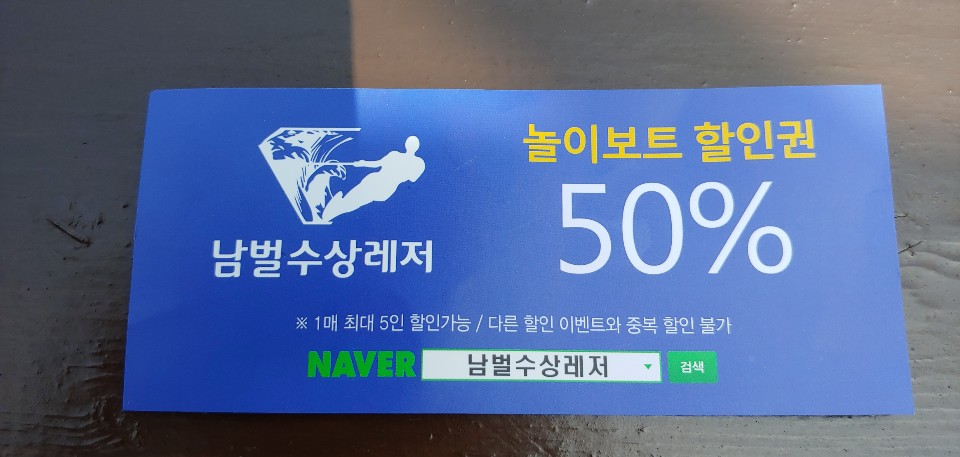 놀이보트 할인권
50%
남벌수상레저
※ 1매 최대 5인 할인가능 / 다른 할인 이벤트와 중복 할인 불가
NAVER 남벌수상레저 검색